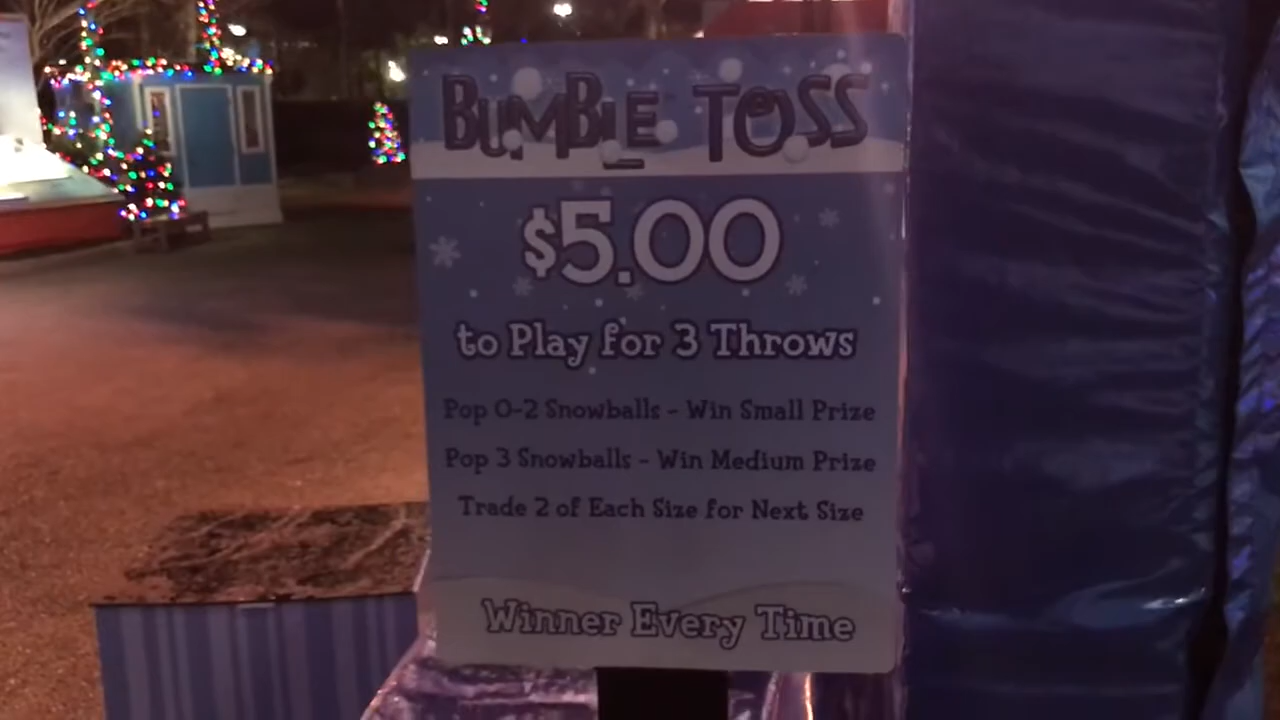 BUMBLE TOSS
$5.00
to Play for 3 Throws
Pop 0-2 Snowballs - Win Small Prize
Pop 3 Snowballs - Win Medium Prize
Trade 2 of Each Size for Next Size
Winner Every Time